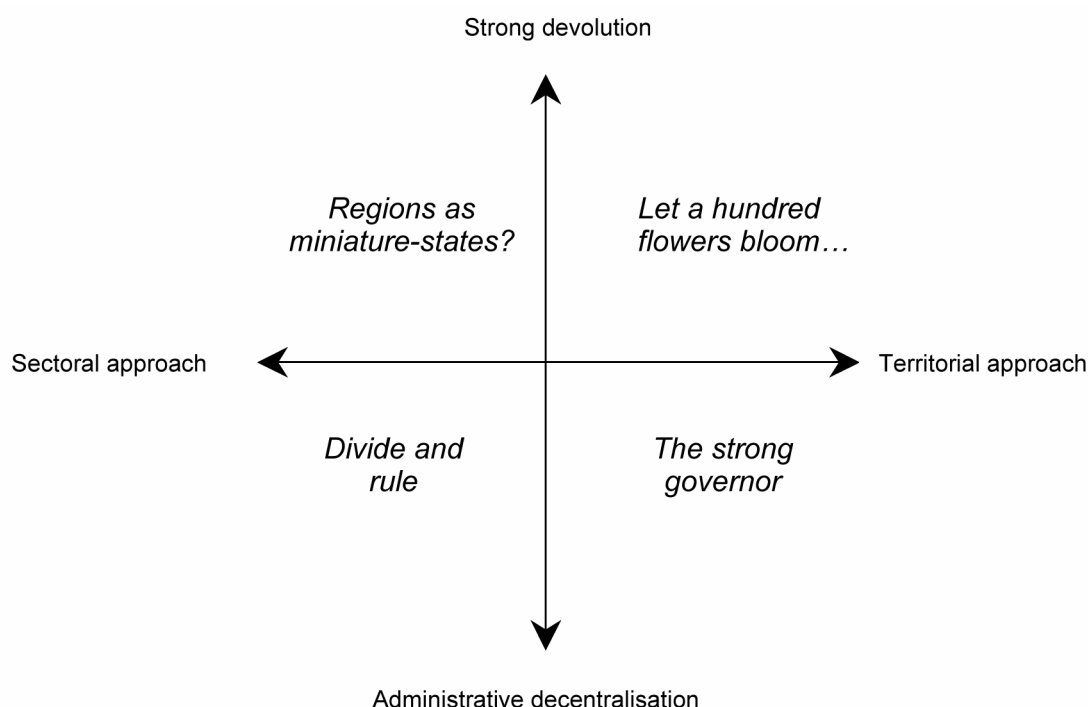 Strong devolution
Regions as
miniature-states?
Let a hundred
flowers bloom…
Sectoral approach
Territorial approach
Divide and
rule
The strong
governor
Administrative decentralisation